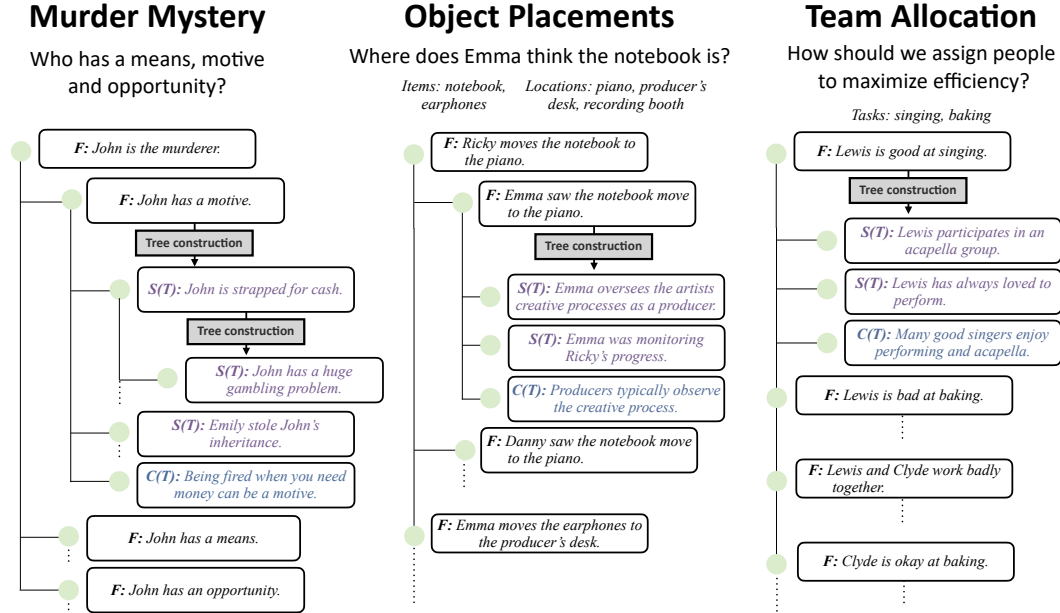 Murder Mystery
Who has a means, motive
and opportunity?
F: John is the murderer.
F: John has a motive.
Tree construction
S(T): John is strapped for cash.
Tree construction
S(T): John has a huge
gambling problem.
S(T): Emily stole John's
inheritance.
C(T): Being fired when you need
money can be a motive.
F: John has a means.
F: John has an opportunity.
Object Placements
Where does Emma think the notebook is?
Items: notebook,
earphones
Locations: piano, producer's
desk, recording booth
F: Ricky moves the notebook to
the piano.
F: Emma saw the notebook move
to the piano.
Tree construction
S(T): Emma oversees the artists
creative processes as a producer.
S(T): Emma was monitoring
Ricky's progress.
C(T): Producers typically observe
the creative process.
F: Danny saw the notebook move
to the piano.
F: Emma moves the earphones to
the producer's desk.
Team Allocation
How should we assign people
to maximize efficiency?
Tasks: singing, baking
F: Lewis is good at singing.
Tree construction
S(T): Lewis participates in an
acapella group.
S(T): Lewis has always loved to
perform.
C(T): Many good singers enjoy
performing and acapella.
F: Lewis is bad at baking.
F: Lewis and Clyde work badly
together.
F: Clyde is okay at baking.